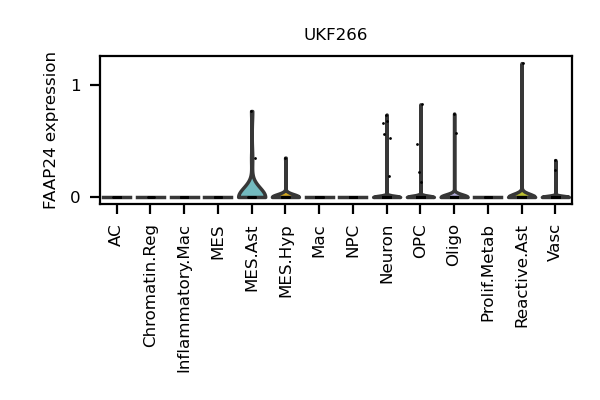 UKF266
FAAP24 expression
1
0
AC
Chromatin.Reg
Inflammatory.Mac
MES
MES.Ast
MES.Hyp
Mac
NPC
Neuron
OPC
Oligo
Prolif.Metab
Reactive.Ast
Vasc